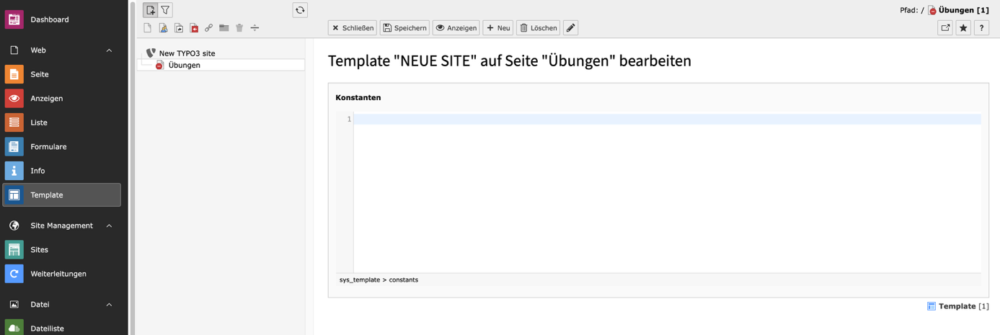 Dashboard
Web
Seite
Anzeigen
Liste
Formulare
Info
Template
Site Management
Sites
Weiterleitungen
Datei
Dateiliste
New TYPO3 site
Übungen
Pfad: / Übungen [1]
Schließen Speichern Anzeigen Neu Löschen ?
Template "NEUE SITE" auf Seite "Übungen" bearbeiten
Konstanten
1
sys_template > constants
Template [1]